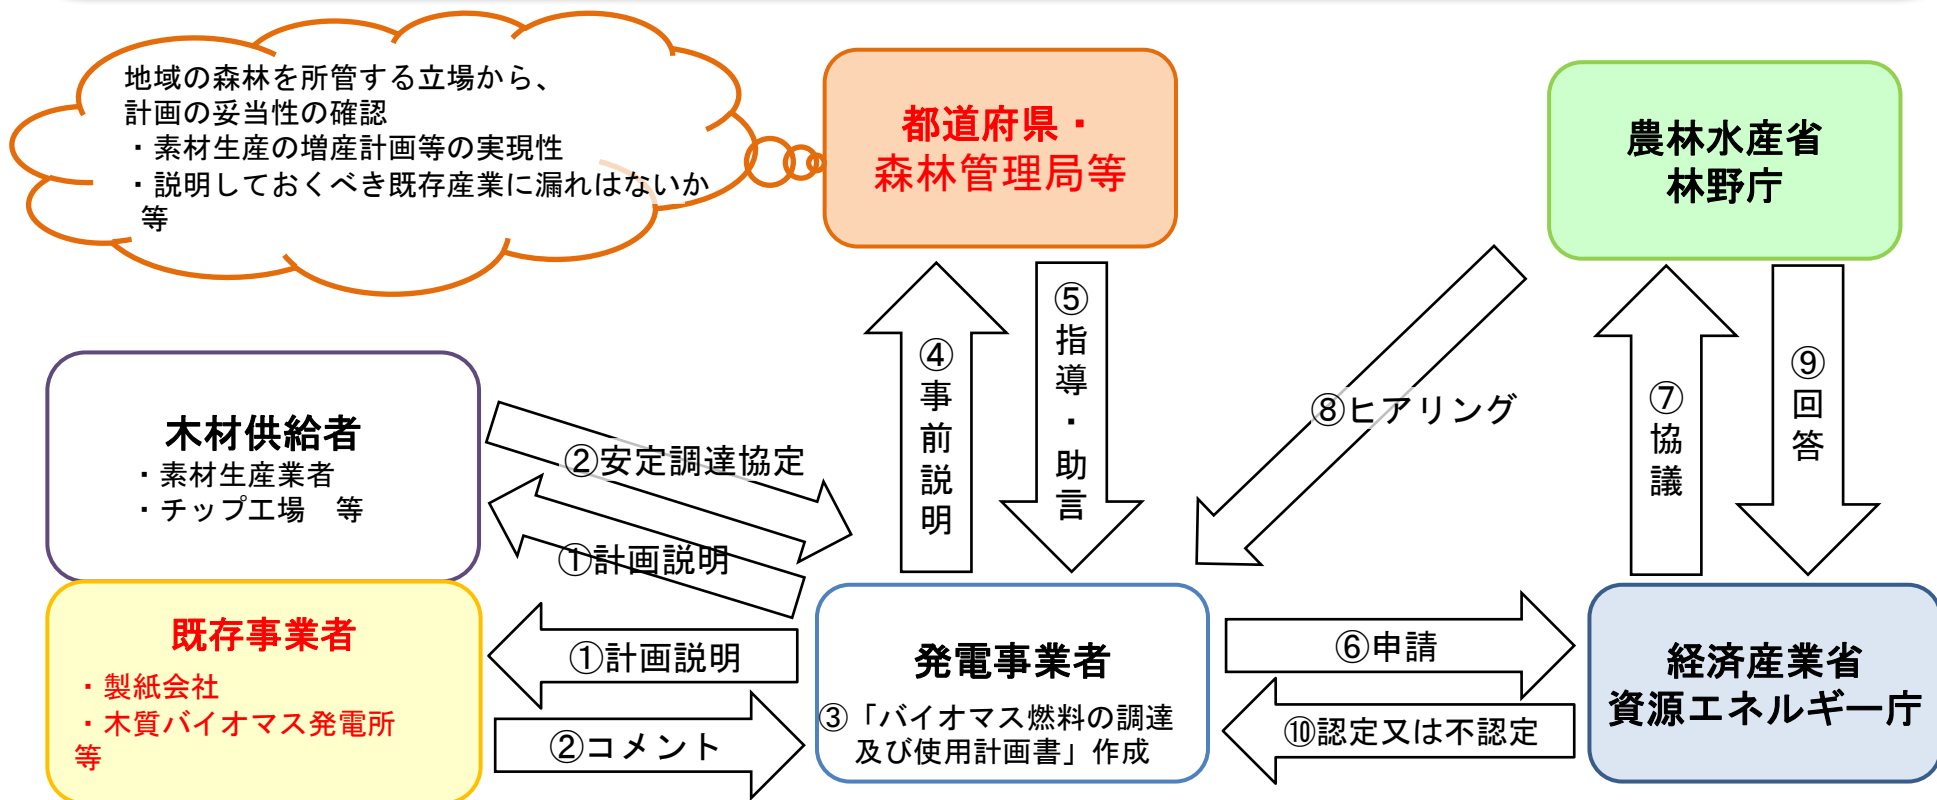 地域の森林を所管する立場から、
計画の妥当性の確認
・素材生産の増産計画等の実現性
・説明しておくべき既存産業に漏れはないか
等
都道府県・
森林管理局等
農林水産省
林野庁
木材供給者
・素材生産業者
・チップ工場　等
②安定調達協定
①計画説明
④事前説明
⑤指導・助言
⑧ヒアリング
⑦協議
⑨回答
既存事業者
・製紙会社
・木質バイオマス発電所
等
①計画説明
②コメント
発電事業者
③「バイオマス燃料の調達
及び使用計画書」作成
⑥申請
⑩認定又は不認定
経済産業省
資源エネルギー庁